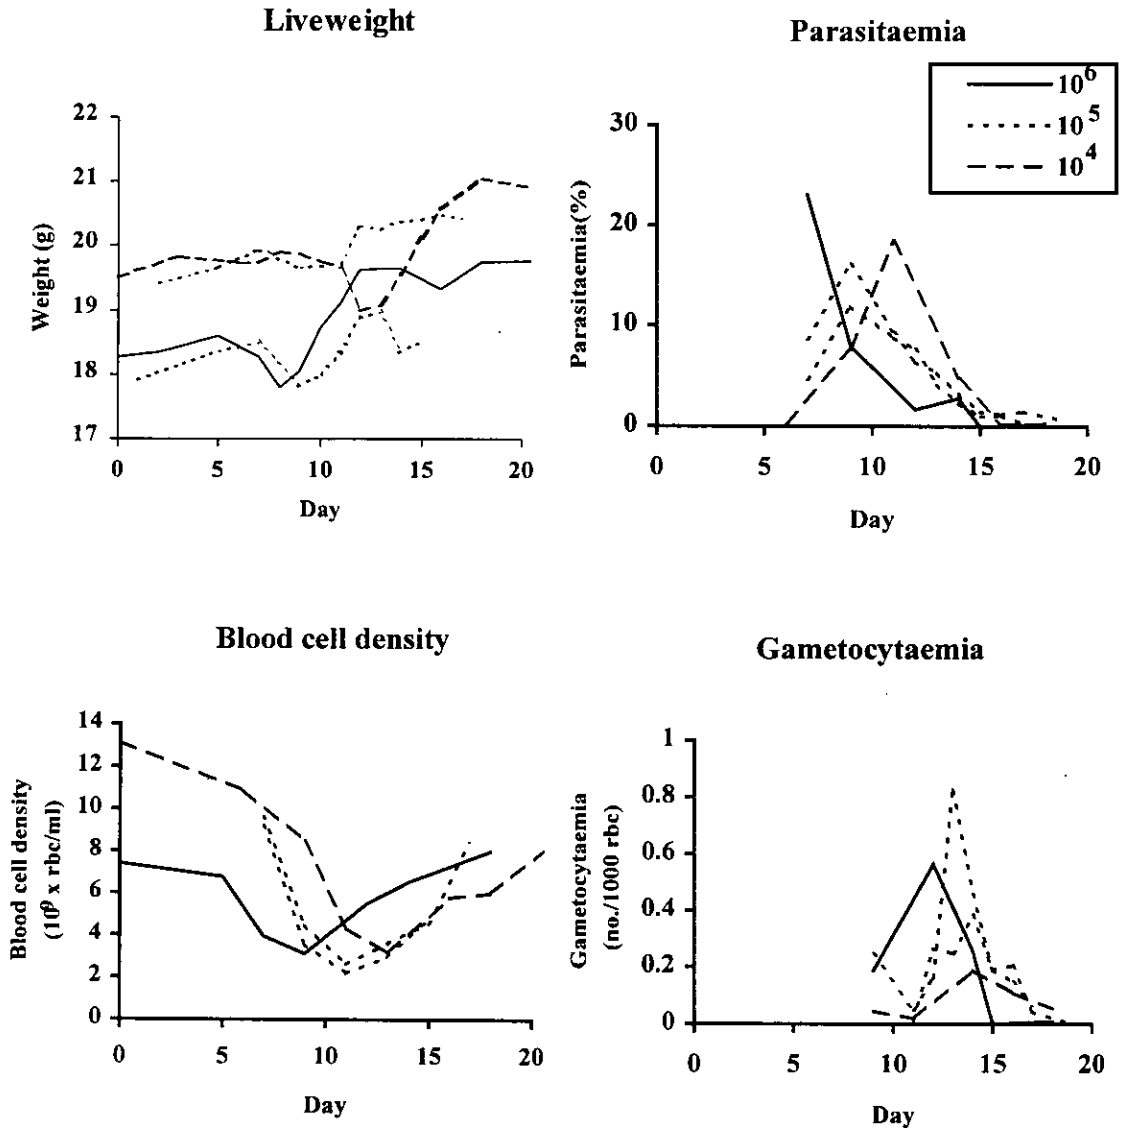 Liveweight
22
21
20
19
18
17
Weight (g)
0 5 10 15 20
Day
Parasitaemia
10^6
10^5
10^4
30
20
10
0
Parasitaemia(%)
0 5 10 15 20
Day
Blood cell density
14
12
10
8
6
4
2
0
Blood cell density
(10^9 x rbc/ml)
0 5 10 15 20
Day
Gametocytaemia
1
0.8
0.6
0.4
0.2
0
Gametocytaemia
(no./1000 rbc)
0 5 10 15 20
Day